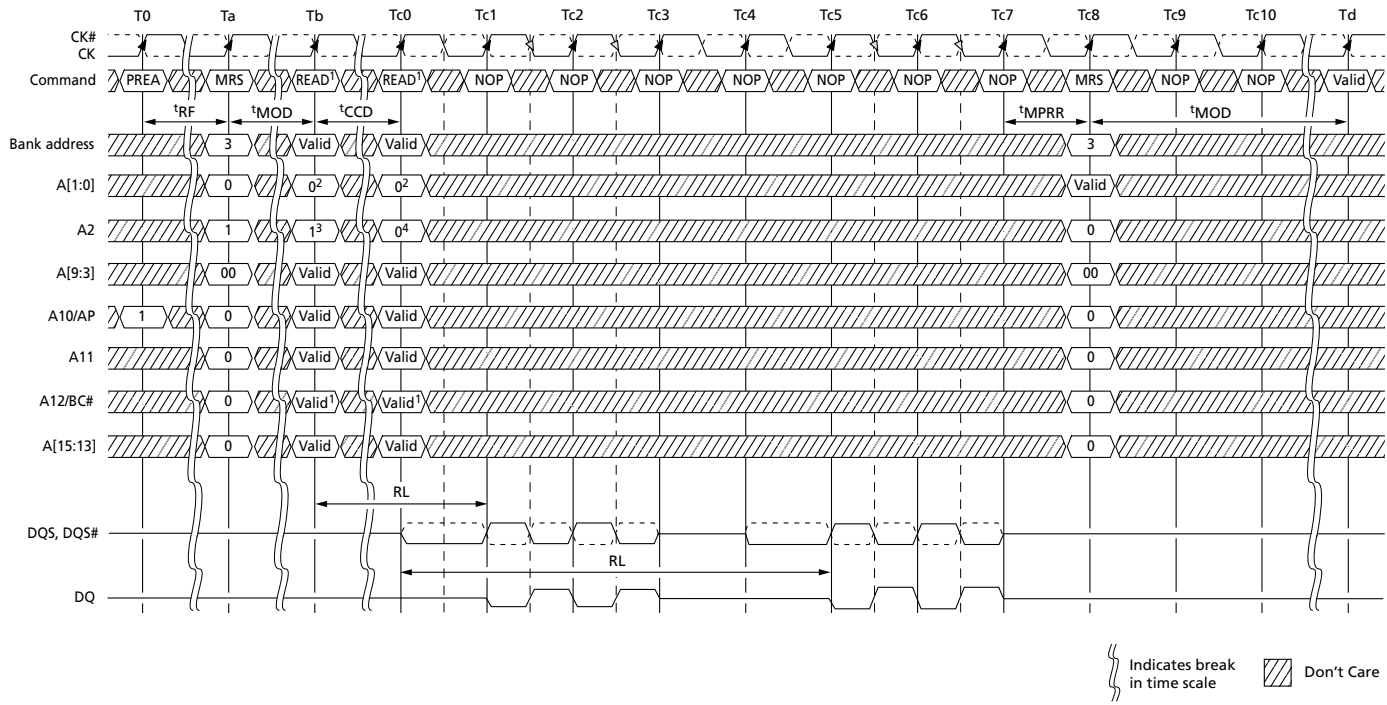 T0 Ta Tb Tc0 Tc1 Tc2 Tc3 Tc4 Tc5 Tc6 Tc7 Tc8 Tc9 Tc10 Td
CK#
CK
Command PREA MRS READ¹ READ¹ NOP NOP NOP NOP NOP NOP NOP MRS NOP NOP Valid
ᵗRF ᵗMOD ᵗCCD ᵗMPRR ᵗMOD
Bank address 3 Valid Valid 3
A[1:0] 0 0² 0² Valid
A2 1 1³ 0⁴ 0
A[9:3] 00 Valid Valid 00
A10/AP 1 0 Valid Valid 0
A11 0 Valid Valid 0
A12/BC# 0 Valid¹ Valid¹ 0
A[15:13] 0 Valid Valid 0
RL
DQS, DQS#
RL
DQ
Indicates break
in time scale
Don't Care